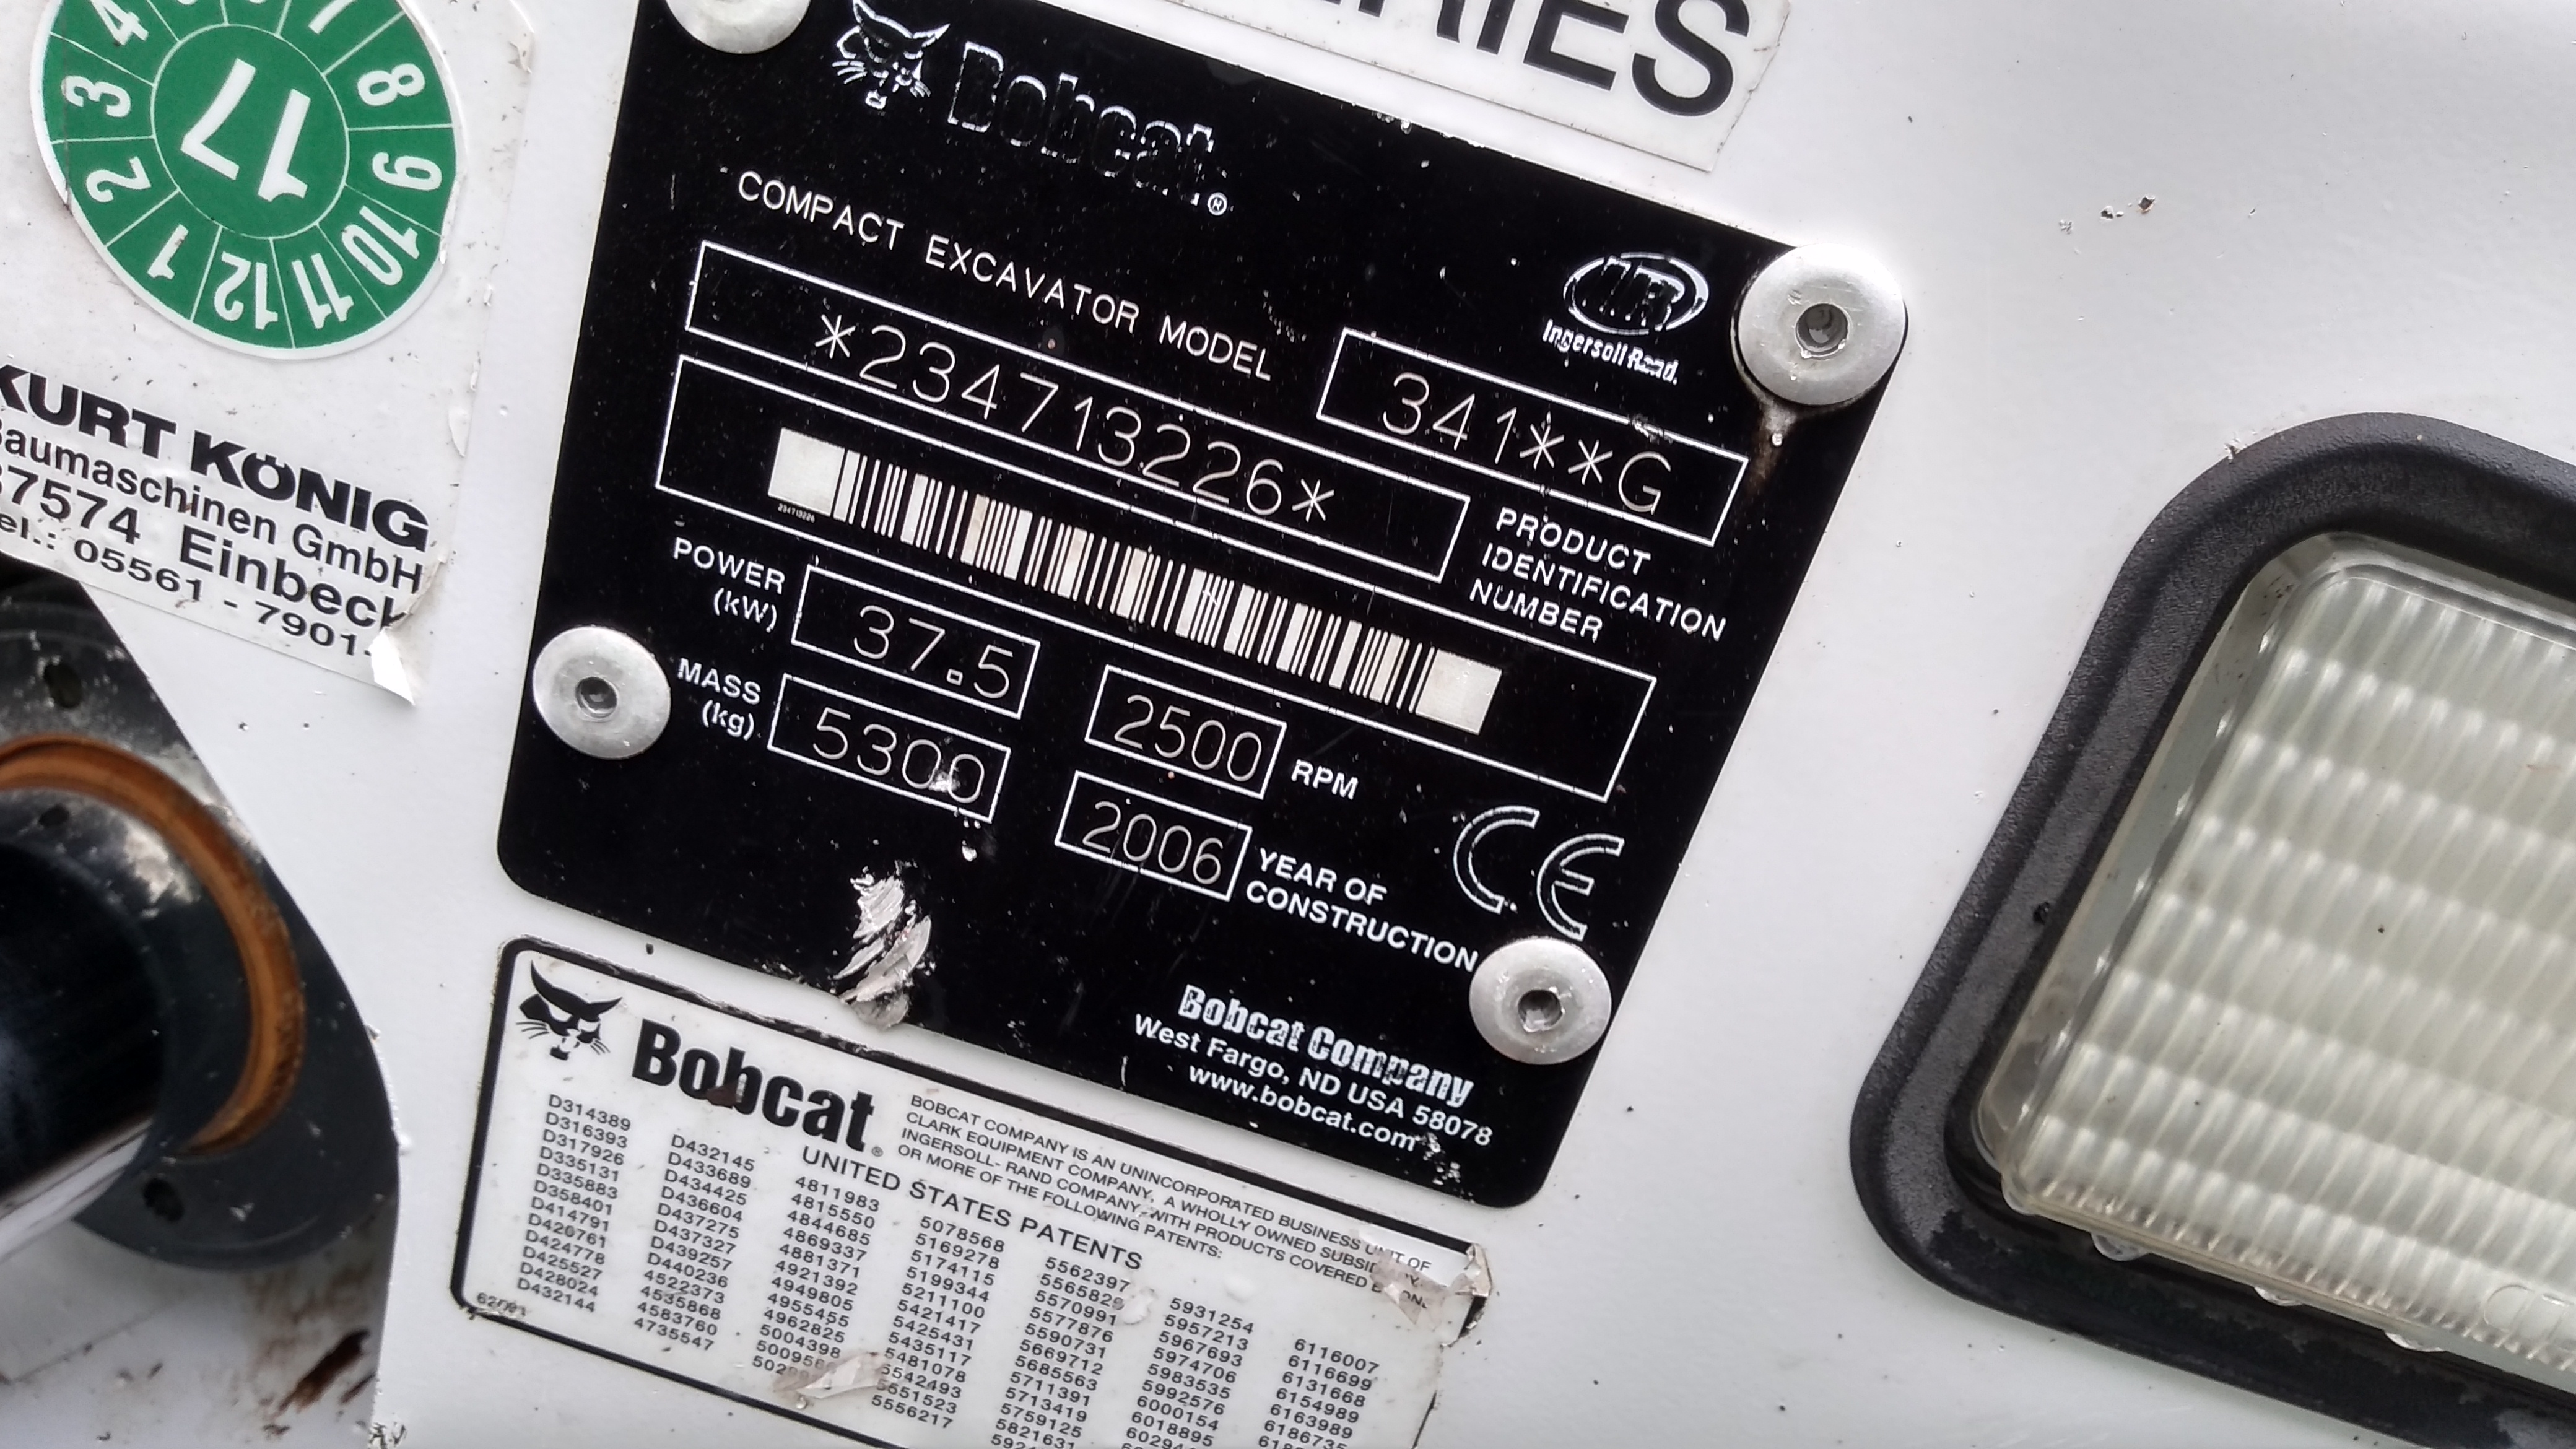 ERIES
4
7
3
8
2
9
1
10
12
11
17
KURT KÖNIG
Baumaschinen GmbH
37574 Einbeck
el.: 05561 - 7901-
Bobcat®
COMPACT EXCAVATOR MODEL
341**G
Ingersoll Rand
*234713226*
PRODUCT
IDENTIFICATION
NUMBER
234713226
POWER
(kW)
37.5
2500 RPM
MASS
(kg)
5300
2006
YEAR OF
CONSTRUCTION
CE
Bobcat Company
West Fargo, ND USA 58078
www.bobcat.com
Bobcat®
BOBCAT COMPANY IS AN UNINCORPORATED BUSINESS UNIT OF
CLARK EQUIPMENT COMPANY, A WHOLLY OWNED
INGERSOLL- RAND COMPANY, WITH PRODUCTS COVERED
OR MORE OF THE FOLLOWING PATENTS:
UNITED STATES PATENTS
D314389
D316393
D317926
D335131
D335883
D358401
D414791
D420761
D424778
D425527
D428024
D432144
D432145
D433689
D434425
D436604
D437275
D437327
D439257
D440236
4522373
4535868
4583760
4735547
4811983
4815550
4844685
4869337
4881371
4921392
4949805
4955455
4962825
5004398
5078568
5169278
5174115
5199344
5211100
5421417
5425431
5435117
5481078
5542493
5551523
5556217
5562397
5565829
5570991
5577876
5590731
5669712
5685563
5711391
5713419
5759125
5821631
5931254
5957213
5967693
5974706
5983535
5992576
6000154
6018895
6116007
6116699
6131668
6154989
6163989
6186735